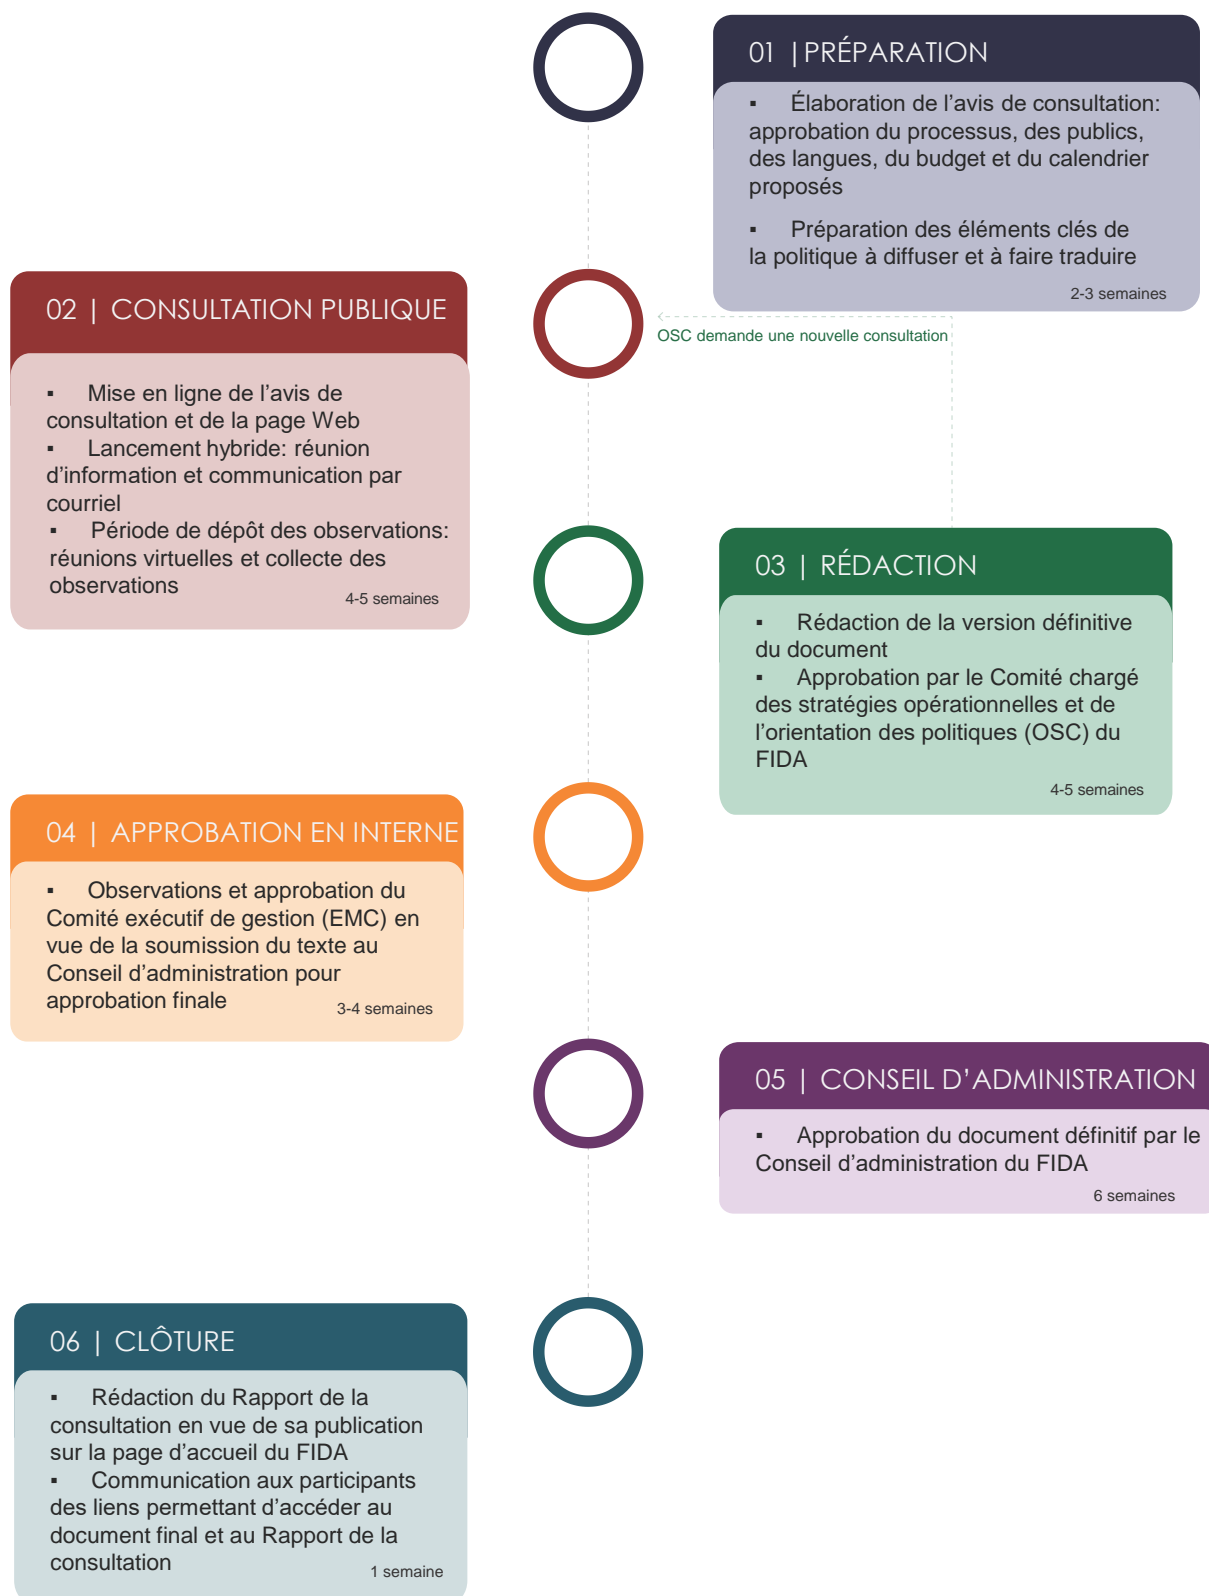 01 | PRÉPARATION
▪ Élaboration de l’avis de consultation:
approbation du processus, des publics,
des langues, du budget et du calendrier
proposés
▪ Préparation des éléments clés de
la politique à diffuser et à faire traduire
2-3 semaines
02 | CONSULTATION PUBLIQUE
▪ Mise en ligne de l’avis de
consultation et de la page Web
▪ Lancement hybride: réunion
d’information et communication par
courriel
▪ Période de dépôt des observations:
réunions virtuelles et collecte des
observations
4-5 semaines
OSC demande une nouvelle consultation
03 | RÉDACTION
▪ Rédaction de la version définitive
du document
▪ Approbation par le Comité chargé
des stratégies opérationnelles et de
l’orientation des politiques (OSC) du
FIDA
4-5 semaines
04 | APPROBATION EN INTERNE
▪ Observations et approbation du
Comité exécutif de gestion (EMC) en
vue de la soumission du texte au
Conseil d’administration pour
approbation finale
3-4 semaines
05 | CONSEIL D’ADMINISTRATION
▪ Approbation du document définitif par le
Conseil d’administration du FIDA
6 semaines
06 | CLÔTURE
▪ Rédaction du Rapport de la
consultation en vue de sa publication
sur la page d’accueil du FIDA
▪ Communication aux participants
des liens permettant d’accéder au
document final et au Rapport de la
consultation
1 semaine